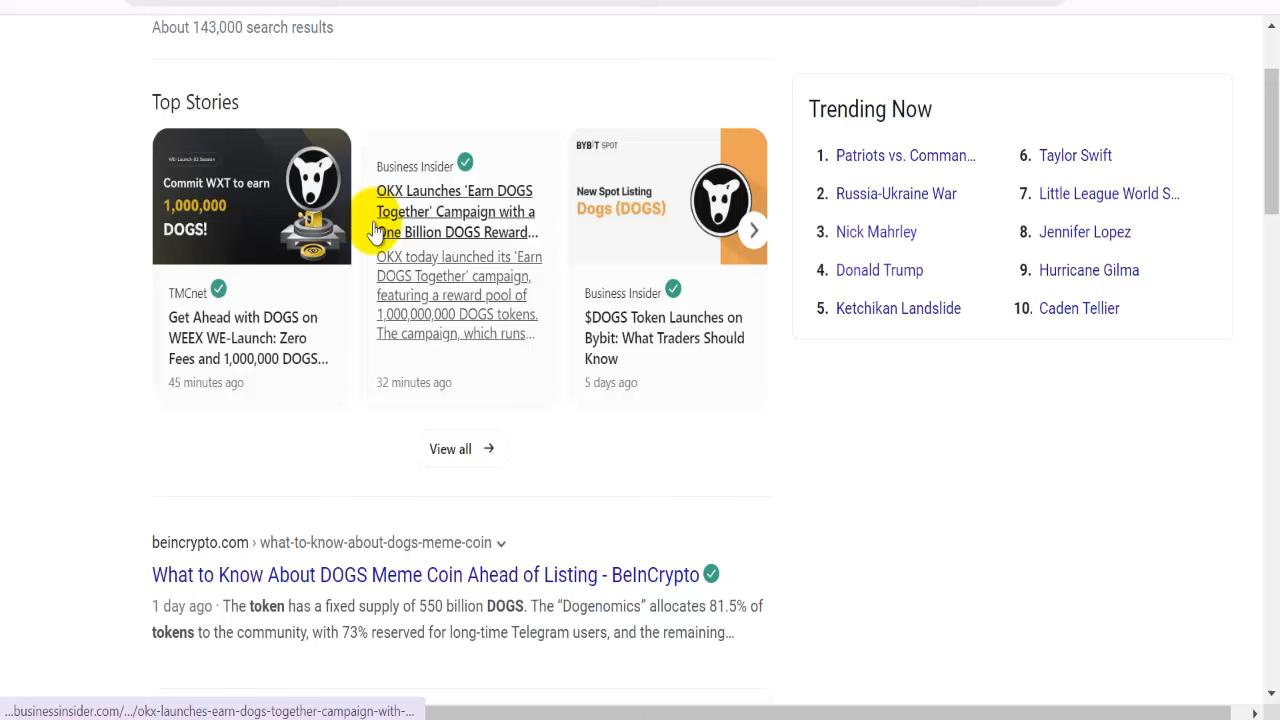 About 143,000 search results
Top Stories
WE-Launch 03 Season
Commit WXT to earn
1,000,000
DOGS!
TMCnet
Get Ahead with DOGS on
WEEX WE-Launch: Zero
Fees and 1,000,000 DOGS...
45 minutes ago
Business Insider
OKX Launches 'Earn DOGS
Together' Campaign with a
One Billion DOGS Reward...
OKX today launched its 'Earn
DOGS Together' campaign,
featuring a reward pool of
1,000,000,000 DOGS tokens.
The campaign, which runs...
32 minutes ago
BYBIT SPOT
New Spot Listing
Dogs (DOGS)
Business Insider
$DOGS Token Launches on
Bybit: What Traders Should
Know
5 days ago
View all
Trending Now
1. Patriots vs. Comman...
2. Russia-Ukraine War
3. Nick Mahrley
4. Donald Trump
5. Ketchikan Landslide
6. Taylor Swift
7. Little League World S...
8. Jennifer Lopez
9. Hurricane Gilma
10. Caden Tellier
beincrypto.com › what-to-know-about-dogs-meme-coin
What to Know About DOGS Meme Coin Ahead of Listing - BeInCrypto
1 day ago · The token has a fixed supply of 550 billion DOGS. The “Dogenomics” allocates 81.5% of
tokens to the community, with 73% reserved for long-time Telegram users, and the remaining...
...businessinsider.com/.../okx-launches-earn-dogs-together-campaign-with-...